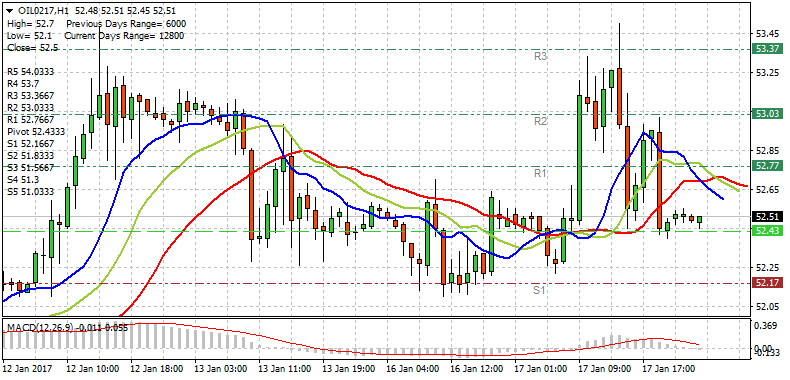 OIL0217,H1 52.48 52.51 52.45 52.51
High= 52.7 Previous Days Range= 6000
Low= 52.1 Current Days Range= 12800
Close= 52.5
R5 54.0333
R4 53.7
R3 53.3667
R2 53.0333
R1 52.7667
Pivot 52.4333
S1 52.1667
S2 51.8333
S3 51.5667
S4 51.3
S5 51.0333
R3
R2
R1
S1
53.45
53.37
53.25
53.03
52.85
52.77
52.65
52.51
52.43
52.25
52.17
52.05
MACD(12,26,9) -0.011 0.055
0.369
0.00
-0.133
12 Jan 2017
12 Jan 10:00
12 Jan 18:00
13 Jan 03:00
13 Jan 11:00
13 Jan 19:00
16 Jan 04:00
16 Jan 12:00
17 Jan 01:00
17 Jan 09:00
17 Jan 17:00